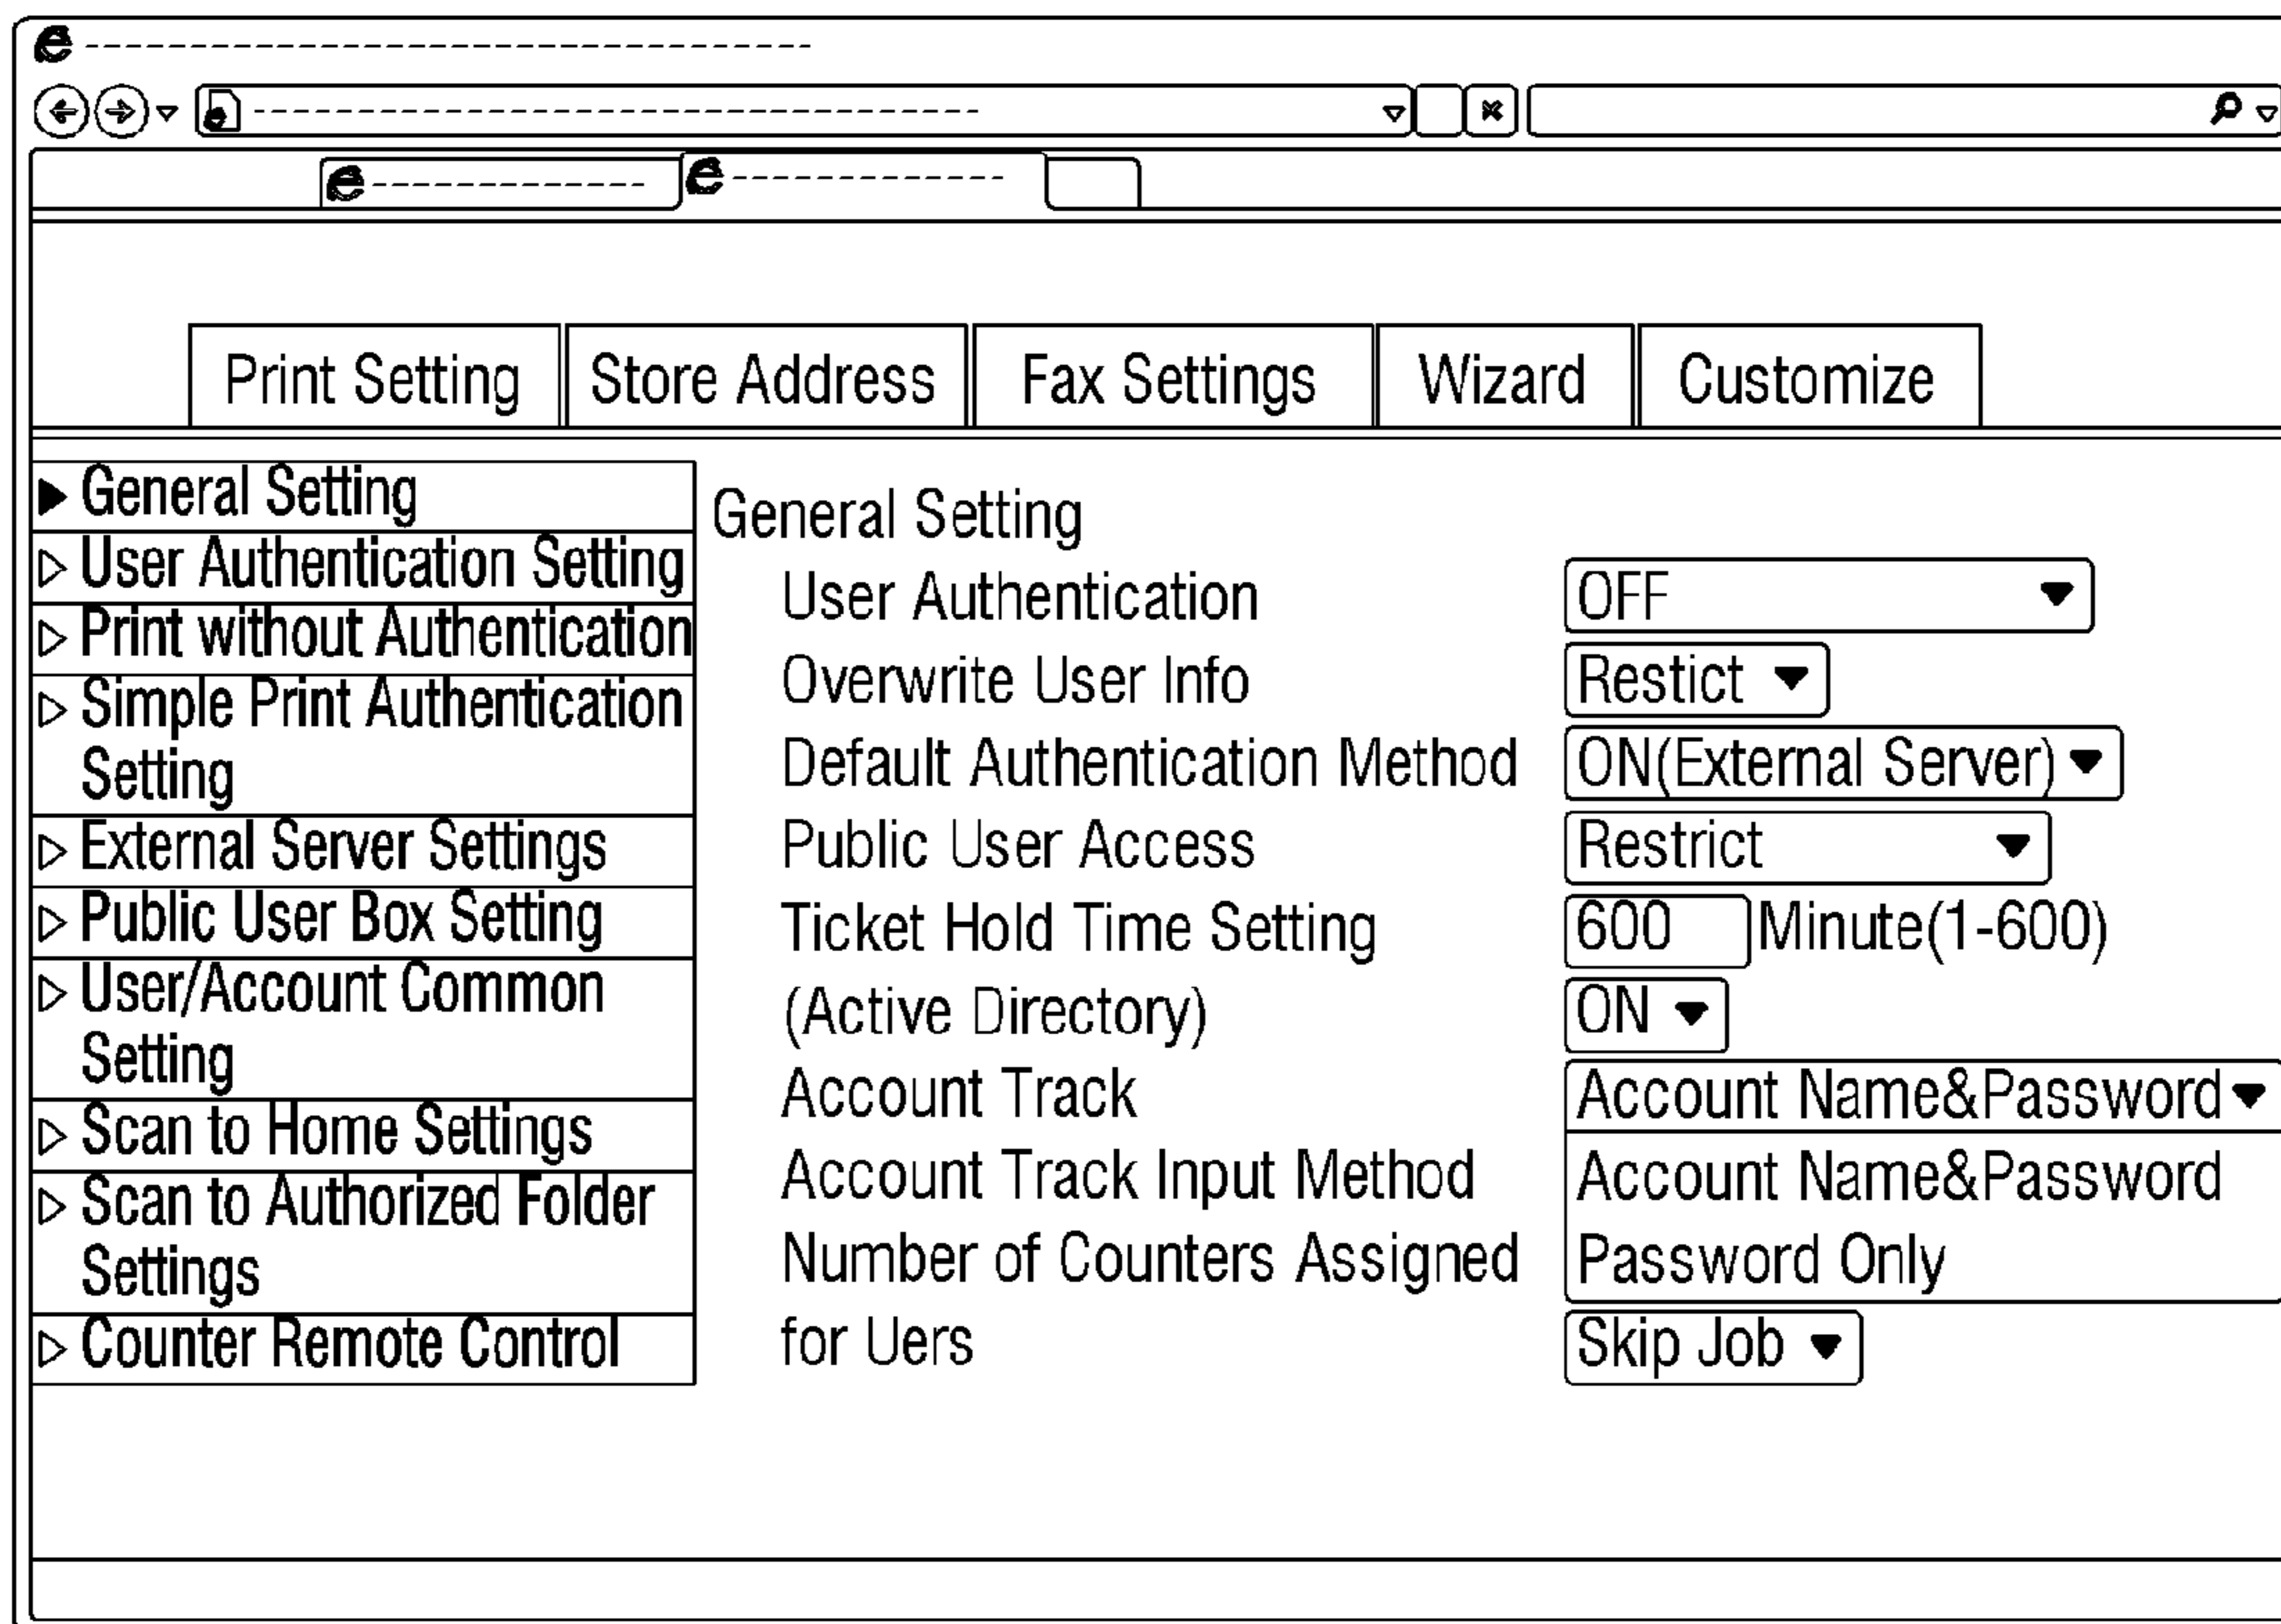 Print Setting Store Address Fax Settings Wizard Customize
General Setting
User Authentication Setting
Print without Authentication
Simple Print Authentication
Setting
External Server Settings
Public User Box Setting
User/Account Common
Setting
Scan to Home Settings
Scan to Authorized Folder
Settings
Counter Remote Control
General Setting
User Authentication OFF
Overwrite User Info Restict
Default Authentication Method ON(External Server)
Public User Access Restrict
Ticket Hold Time Setting 600 Minute(1-600)
(Active Directory) ON
Account Track Account Name&Password
Account Track Input Method Account Name&Password
Number of Counters Assigned Password Only
for Uers Skip Job